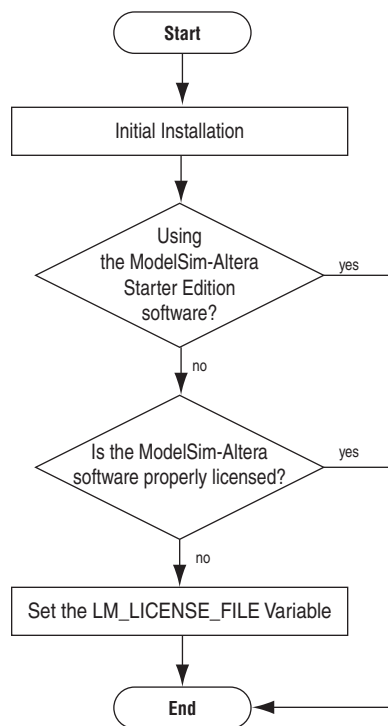 Start
Initial Installation
Using
the ModelSim-Altera
Starter Edition
software?
yes
no
Is the ModelSim-Altera
software properly licensed?
yes
no
Set the LM_LICENSE_FILE Variable
End